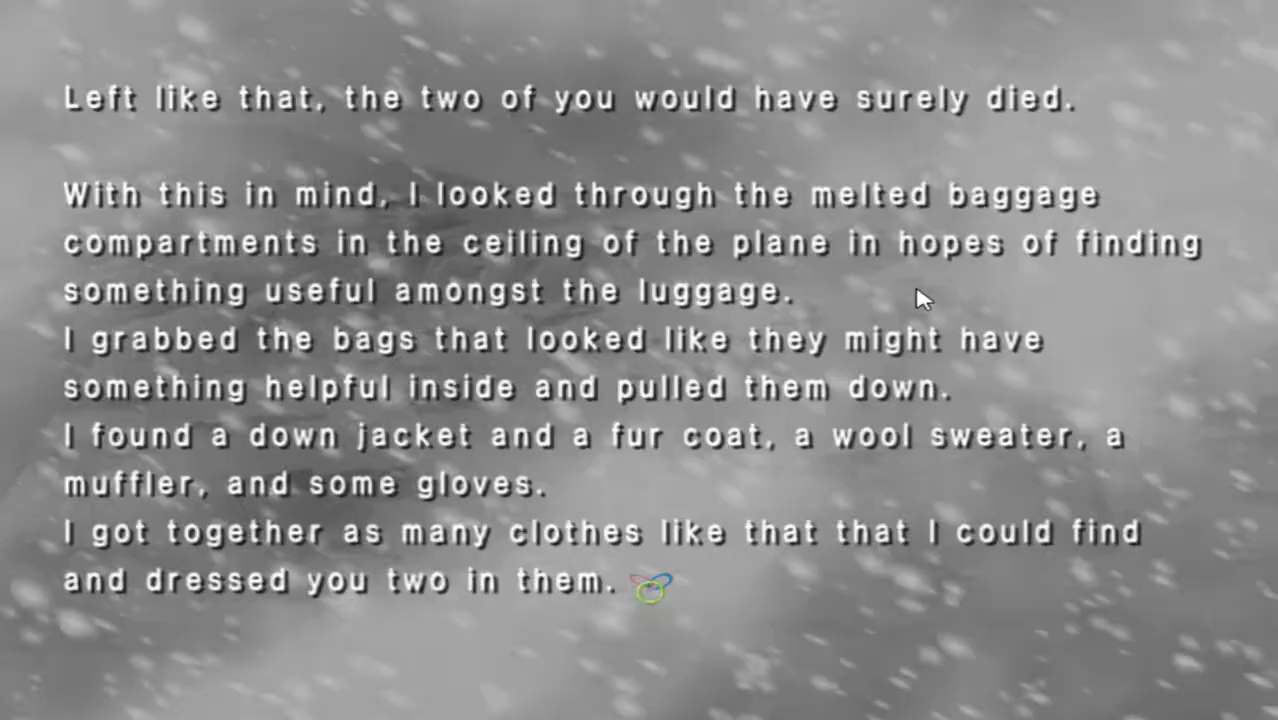 Left like that, the two of you would have surely died.
With this in mind, I looked through the melted baggage
compartments in the ceiling of the plane in hopes of finding
something useful amongst the luggage.
I grabbed the bags that looked like they might have
something helpful inside and pulled them down.
I found a down jacket and a fur coat, a wool sweater, a
muffler, and some gloves.
I got together as many clothes like that that I could find
and dressed you two in them.